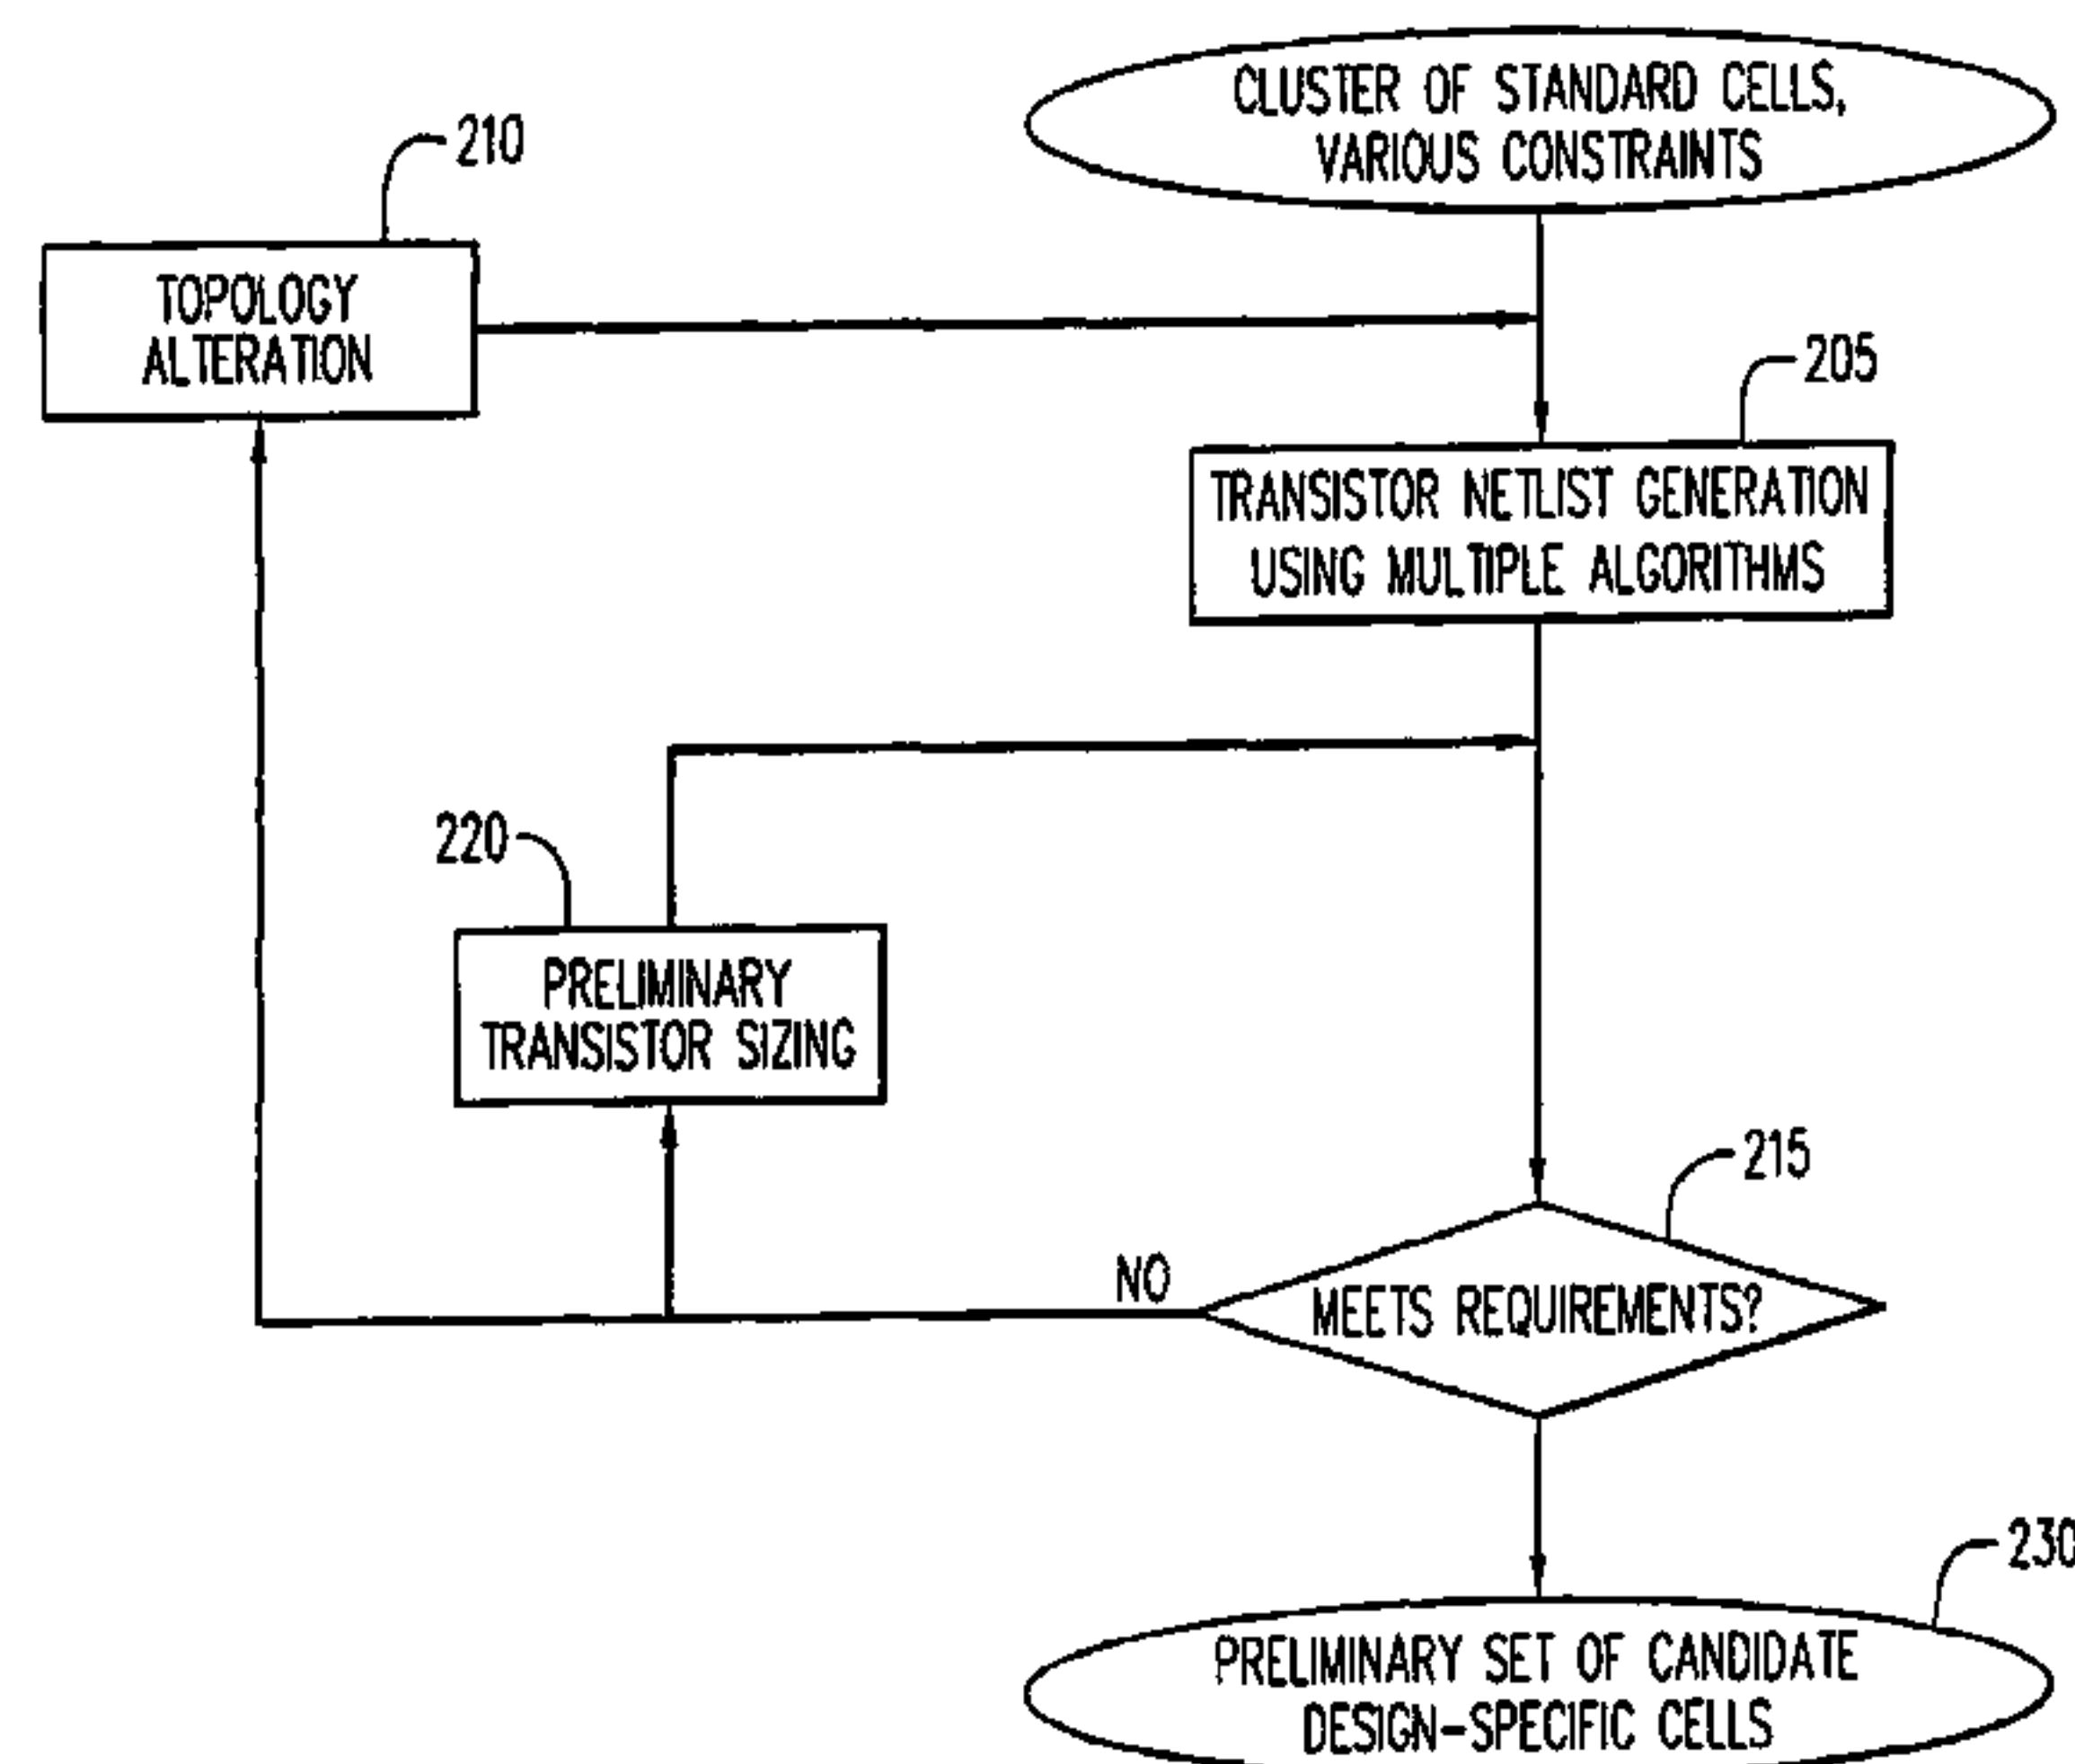 CLUSTER OF STANDARD CELLS,
VARIOUS CONSTRAINTS
210
TOPOLOGY
ALTERATION
205
TRANSISTOR NETLIST GENERATION
USING MULTIPLE ALGORITHMS
220
PRELIMINARY
TRANSISTOR SIZING
215
NO
MEETS REQUIREMENTS?
230
PRELIMINARY SET OF CANDIDATE
DESIGN-SPECIFIC CELLS